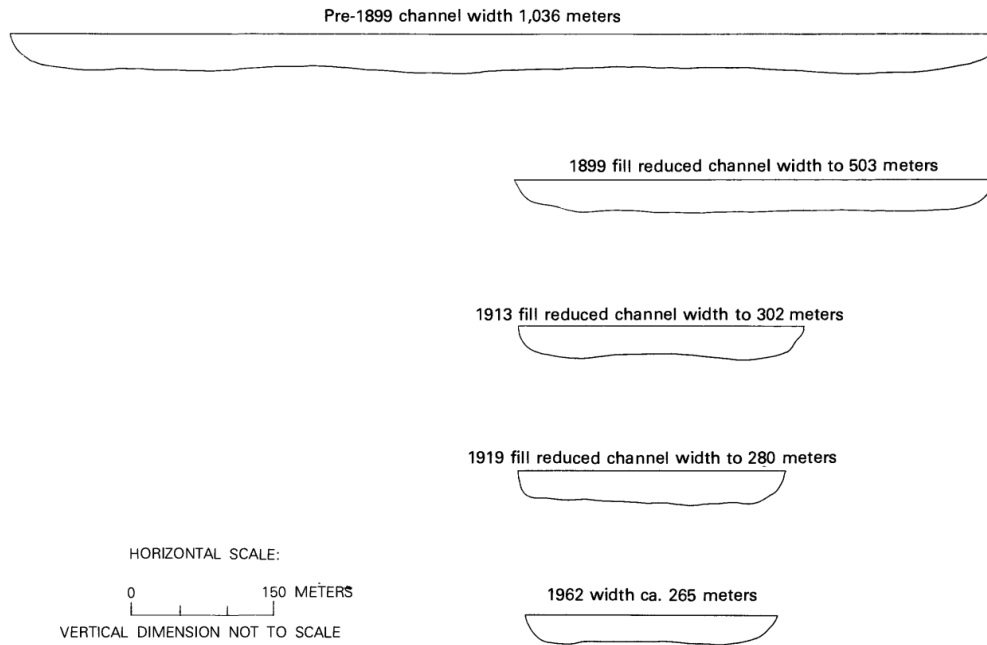 Pre-1899 channel width 1,036 meters
1899 fill reduced channel width to 503 meters
1913 fill reduced channel width to 302 meters
1919 fill reduced channel width to 280 meters
HORIZONTAL SCALE:
0 150 METERS
VERTICAL DIMENSION NOT TO SCALE
1962 width ca. 265 meters